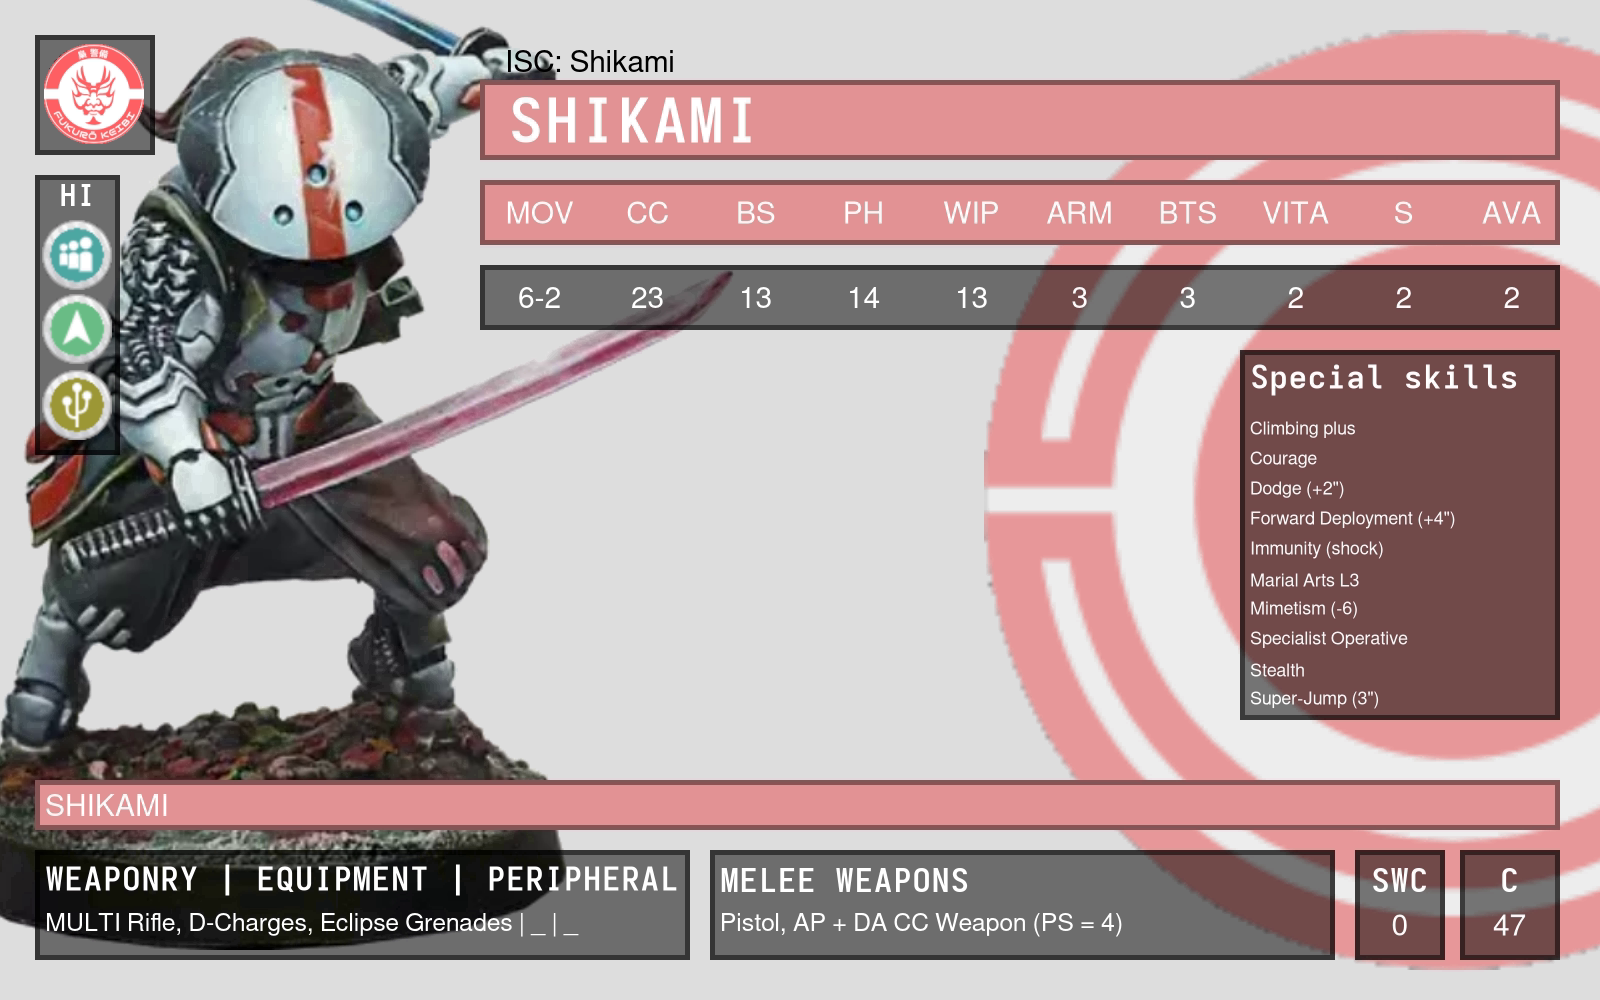 梟 警備
FUKURŌ KEIBI
ISC: Shikami
SHIKAMI
HI
MOV CC BS PH WIP ARM BTS VITA S AVA
6-2 23 13 14 13 3 3 2 2 2
Special skills
Climbing plus
Courage
Dodge (+2")
Forward Deployment (+4")
Immunity (shock)
Marial Arts L3
Mimetism (-6)
Specialist Operative
Stealth
Super-Jump (3")
SHIKAMI
WEAPONRY | EQUIPMENT | PERIPHERAL
MULTI Rifle, D-Charges, Eclipse Grenades | _ | _
MELEE WEAPONS
Pistol, AP + DA CC Weapon (PS = 4)
SWC
0
C
47